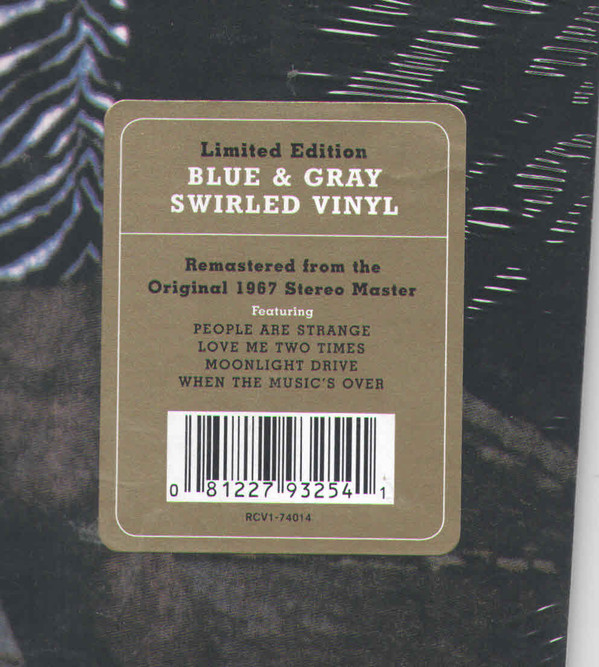 Limited Edition
BLUE & GRAY
SWIRLED VINYL
Remastered from the
Original 1967 Stereo Master
Featuring
PEOPLE ARE STRANGE
LOVE ME TWO TIMES
MOONLIGHT DRIVE
WHEN THE MUSIC'S OVER
0 81227 93254 1
RCV1-74014